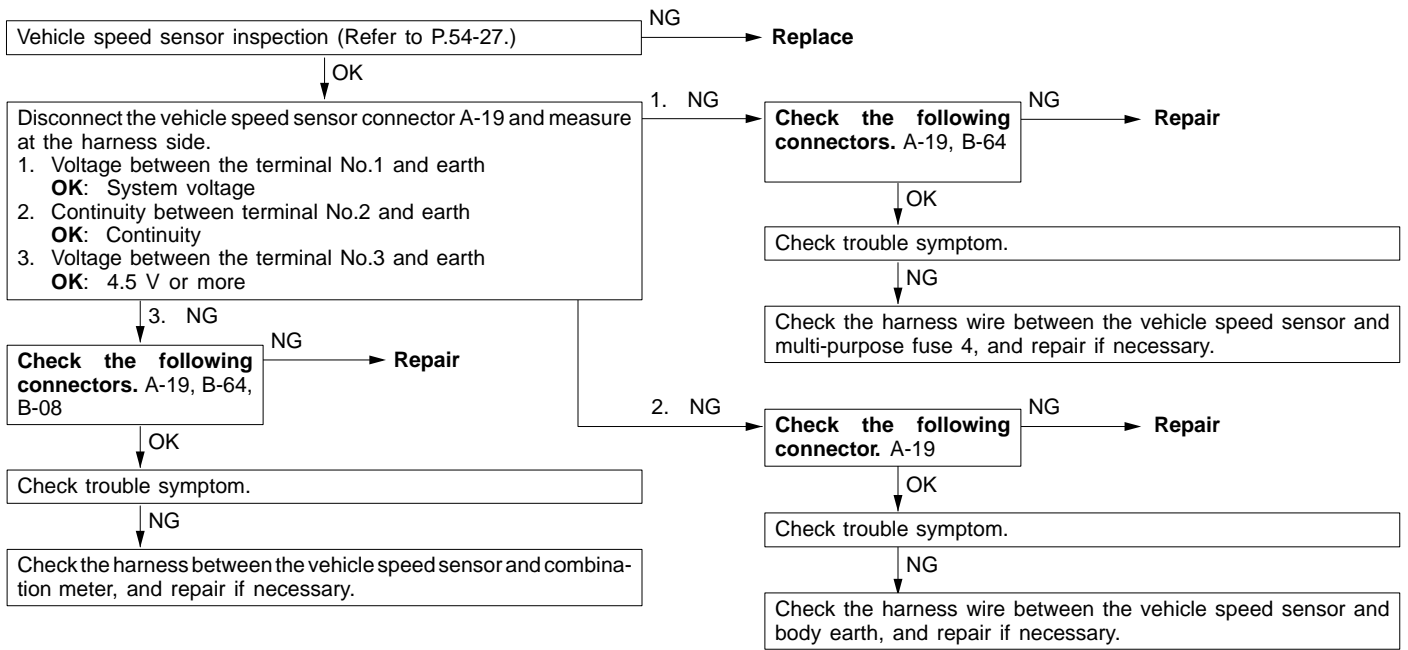 Vehicle speed sensor inspection (Refer to P.54-27.)
NG
Replace
OK
Disconnect the vehicle speed sensor connector A-19 and measure
at the harness side.
1. Voltage between the terminal No.1 and earth
OK: System voltage
2. Continuity between terminal No.2 and earth
OK: Continuity
3. Voltage between the terminal No.3 and earth
OK: 4.5 V or more
1. NG
Check the following
connectors. A-19, B-64
NG
Repair
OK
Check trouble symptom.
NG
Check the harness wire between the vehicle speed sensor and
multi-purpose fuse 4, and repair if necessary.
3. NG
Check the following
connectors. A-19, B-64,
B-08
NG
Repair
OK
Check trouble symptom.
NG
Check the harness between the vehicle speed sensor and combina-
tion meter, and repair if necessary.
2. NG
Check the following
connector. A-19
NG
Repair
OK
Check trouble symptom.
NG
Check the harness wire between the vehicle speed sensor and
body earth, and repair if necessary.